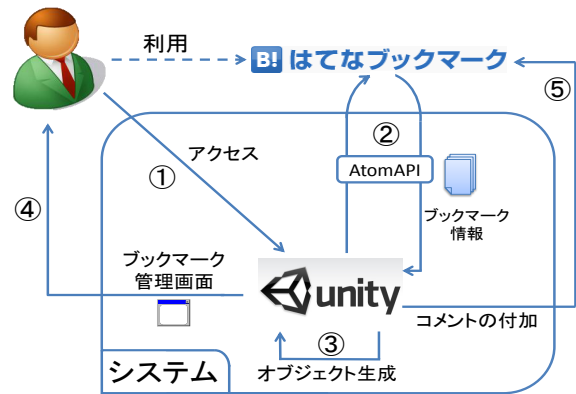 利用
B! はてなブックマーク
⑤
②
アクセス
①
AtomAPI
④
ブックマーク
情報
ブックマーク
管理画面
unity
コメントの付加
③
システム
オブジェクト生成